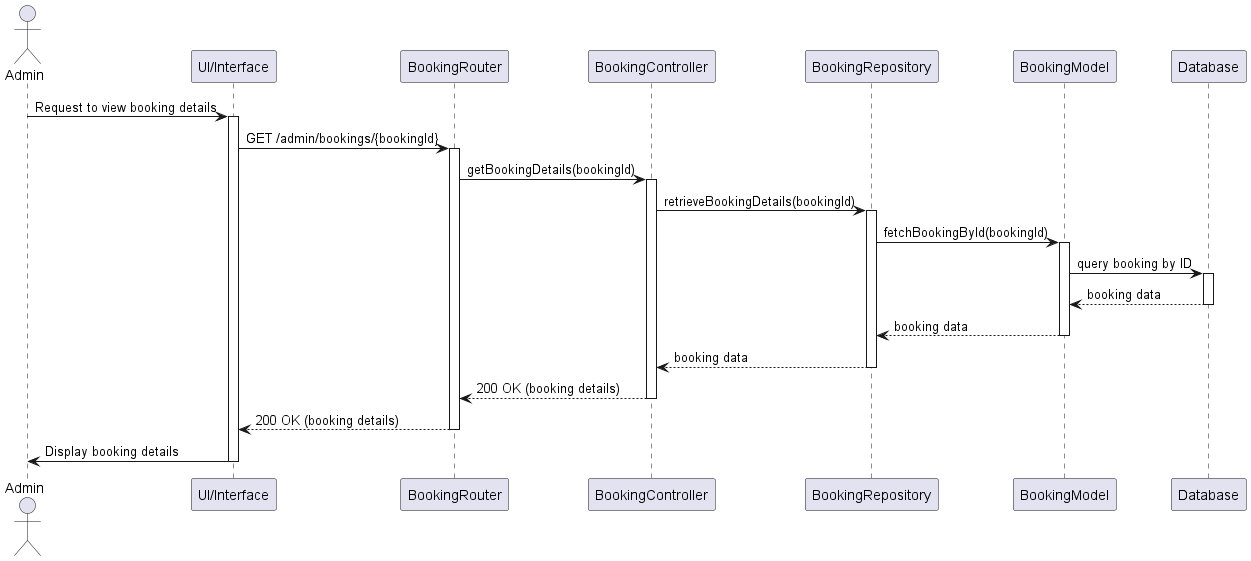 Admin
UI/Interface
BookingRouter
BookingController
BookingRepository
BookingModel
Database
Request to view booking details
GET /admin/bookings/{bookingId}
getBookingDetails(bookingId)
retrieveBookingDetails(bookingId)
fetchBookingById(bookingId)
query booking by ID
booking data
booking data
booking data
200 OK (booking details)
200 OK (booking details)
Display booking details
Admin
UI/Interface
BookingRouter
BookingController
BookingRepository
BookingModel
Database